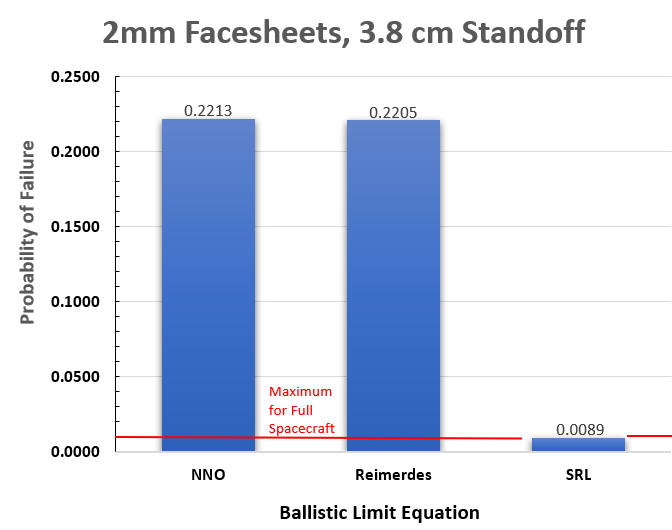 2mm Facesheets, 3.8 cm Standoff
Probability of Failure
0.2500
0.2000
0.1500
0.1000
0.0500
0.0000
0.2213
0.2205
0.0089
Maximum
for Full
Spacecraft
NNO
Reimerdes
SRL
Ballistic Limit Equation